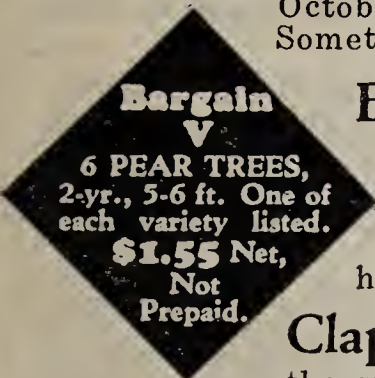 Octob
Somet
Bargain
V
6 PEAR TREES,
2-yr., 5-6 ft. One of
each variety listed.
$1.55 Net,
Not
Prepaid.
h
Clap